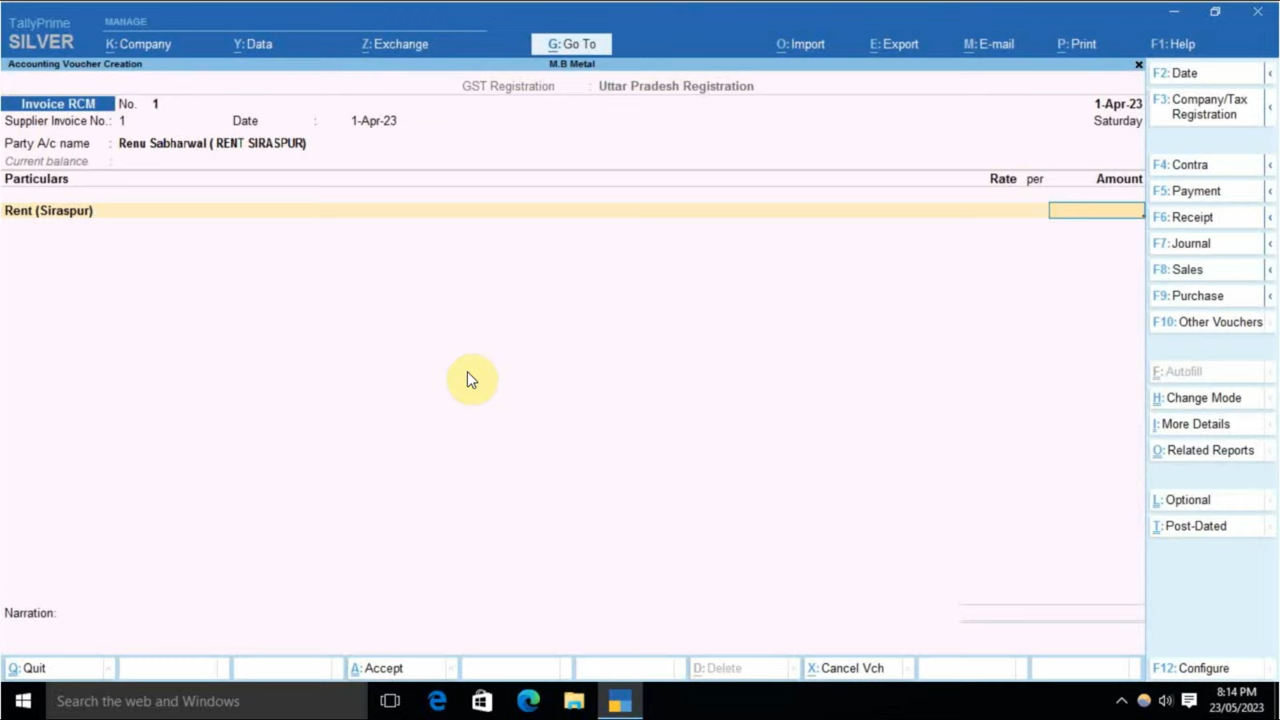 TallyPrime
MANAGE
SILVER
K: Company
Y: Data
Z: Exchange
G: Go To
O: Import
E: Export
M: E-mail
P: Print
F1: Help
Accounting Voucher Creation
M.B Metal
GST Registration : Uttar Pradesh Registration
Invoice RCM No. 1
1-Apr-23
Supplier Invoice No.: 1 Date : 1-Apr-23
Saturday
Party A/c name : Renu Sabharwal ( RENT SIRASPUR)
Current balance :
Particulars Rate per Amount
Rent (Siraspur)
Narration:
F2: Date
F3: Company/Tax
Registration
F4: Contra
F5: Payment
F6: Receipt
F7: Journal
F8: Sales
F9: Purchase
F10: Other Vouchers
F: Autofill
H: Change Mode
I: More Details
O: Related Reports
L: Optional
T: Post-Dated
Q: Quit
A: Accept
D: Delete
X: Cancel Vch
F12: Configure
Search the web and Windows
8:14 PM
23/05/2023